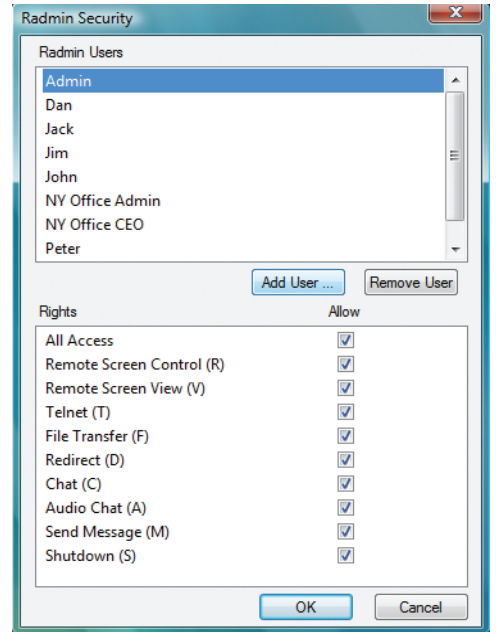 Radmin Security
Radmin Users
Admin
Dan
Jack
Jim
John
NY Office Admin
NY Office CEO
Peter
Add User ... Remove User
Rights Allow
All Access
Remote Screen Control (R)
Remote Screen View (V)
Telnet (T)
File Transfer (F)
Redirect (D)
Chat (C)
Audio Chat (A)
Send Message (M)
Shutdown (S)
OK Cancel